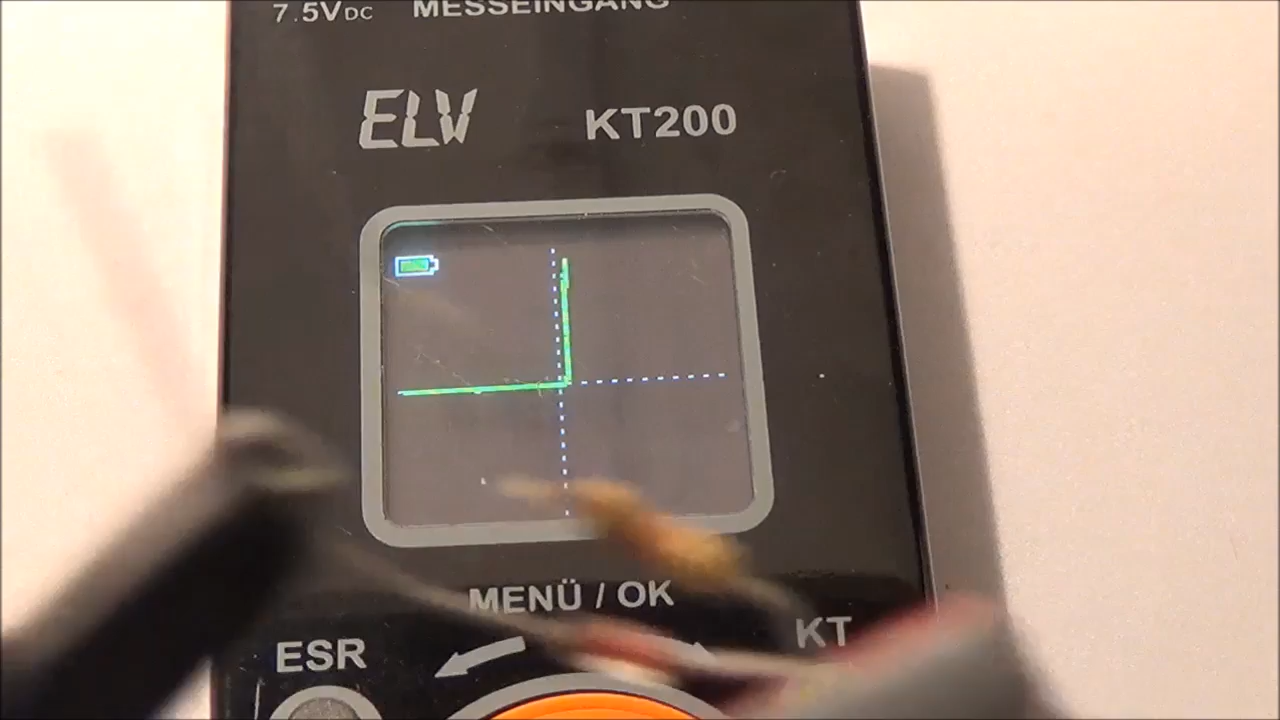 7.5VDC MESSEINGANG
ELV KT200
MENÜ / OK
KT
ESR